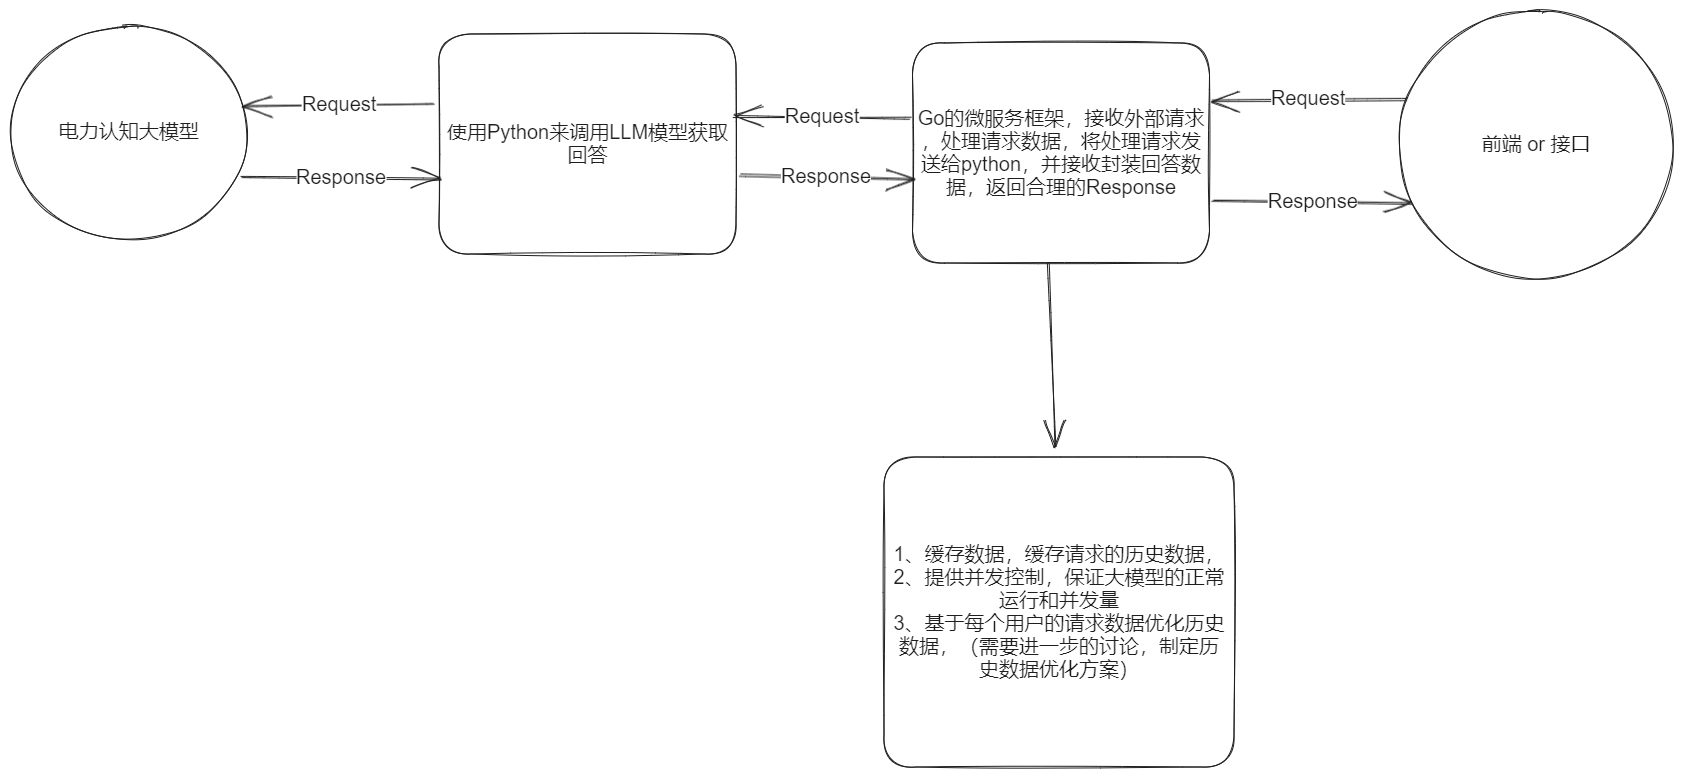 电力认知大模型
Request
Response
使用Python来调用LLM模型获取
回答
Request
Response
Go的微服务框架，接收外部请求
，处理请求数据，将处理请求发
送给python，并接收封装回答数
据，返回合理的Response
Request
Response
前端 or 接口
1、缓存数据，缓存请求的历史数据，
2、提供并发控制，保证大模型的正常
运行和并发量
3、基于每个用户的请求数据优化历史
数据，（需要进一步的讨论，制定历
史数据优化方案）